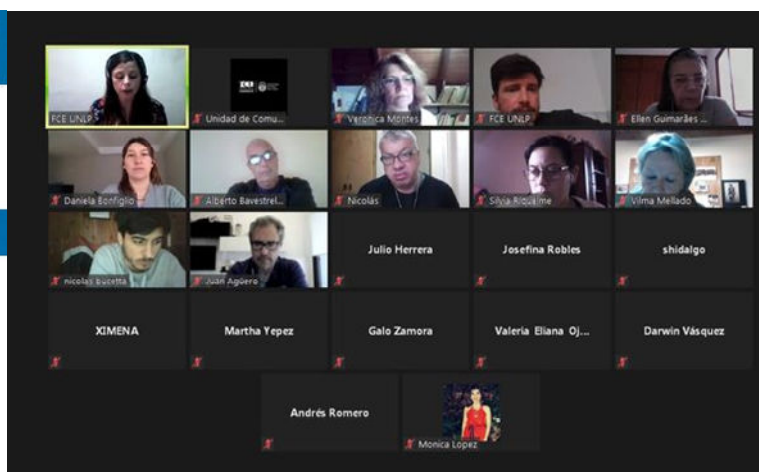 FCE UNLP
Unidad de Comu...
Veronica Montes
FCE UNLP
Ellen Guimarães ...
Daniela Bonfiglio
Alberto Bavestrel...
Nicolás
Silvia Riquelme
Vilma Mellado
nicolas bucetta
Juan Agüero
Julio Herrera
Josefina Robles
shidalgo
XIMENA
Martha Yepez
Galo Zamora
Valeria Eliana Oj...
Darwin Vásquez
Andrés Romero
Monica Lopez